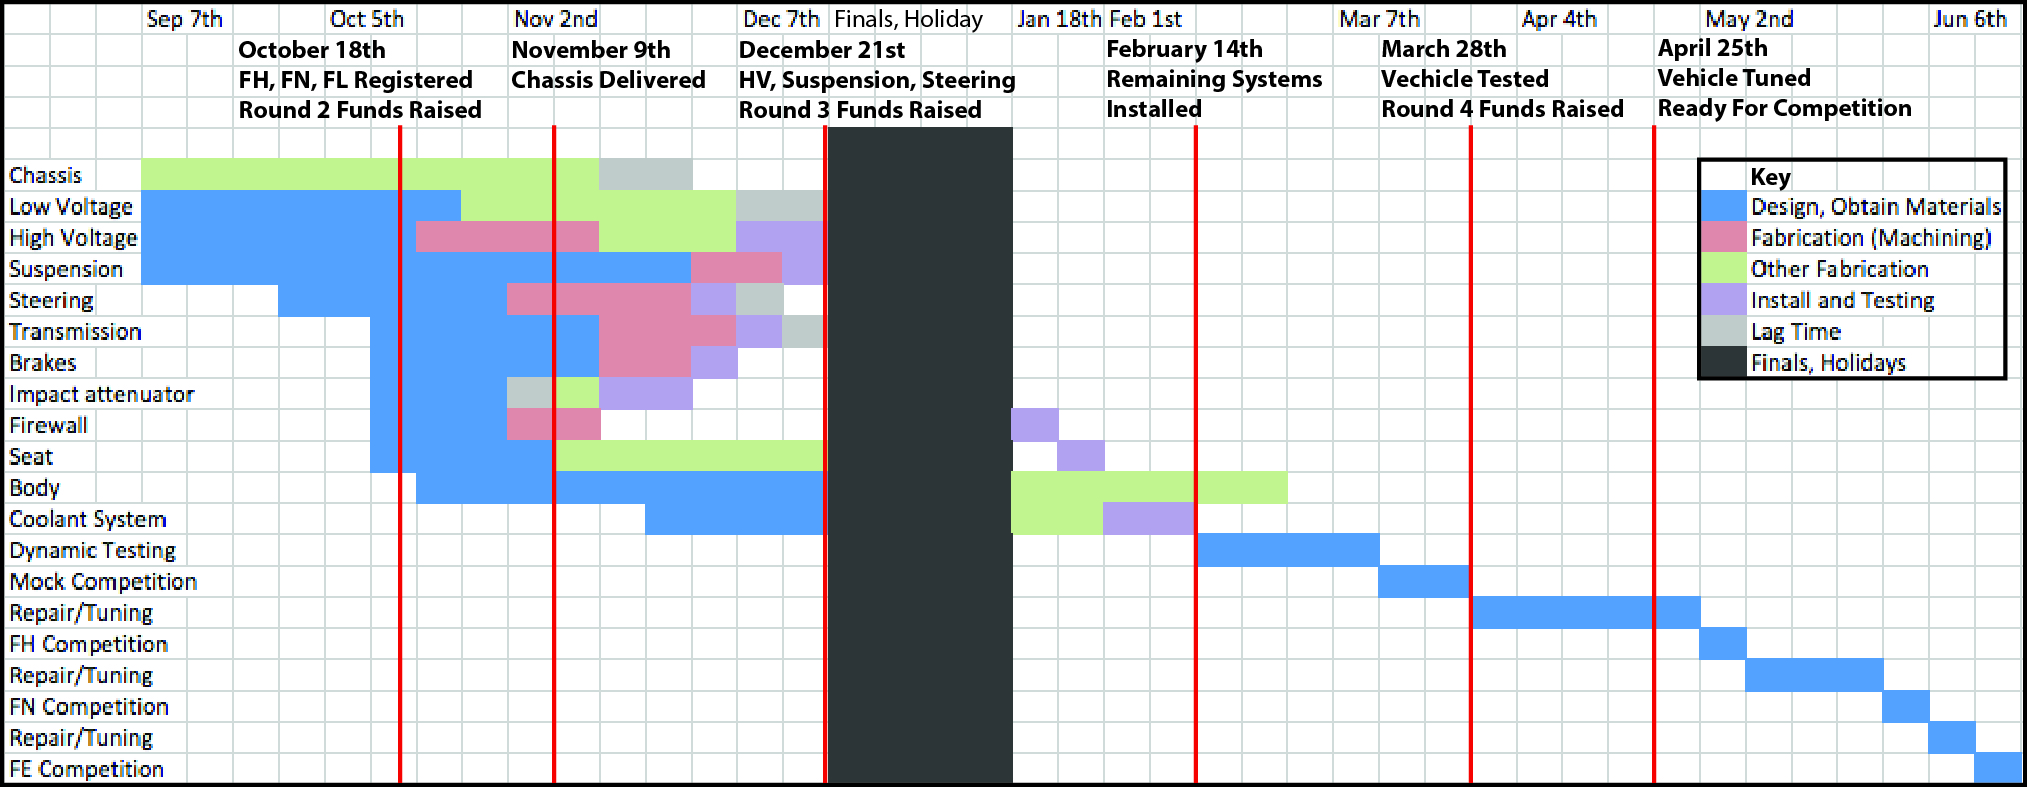 Sep 7th Oct 5th Nov 2nd Dec 7th Finals, Holiday Jan 18th Feb 1st Mar 7th Apr 4th May 2nd Jun 6th
October 18th
FH, FN, FL Registered
Round 2 Funds Raised
November 9th
Chassis Delivered
December 21st
HV, Suspension, Steering
Round 3 Funds Raised
February 14th
Remaining Systems
Installed
March 28th
Vechicle Tested
Round 4 Funds Raised
April 25th
Vehicle Tuned
Ready For Competition
Chassis
Low Voltage
High Voltage
Suspension
Steering
Transmission
Brakes
Impact attenuator
Firewall
Seat
Body
Coolant System
Dynamic Testing
Mock Competition
Repair/Tuning
FH Competition
Repair/Tuning
FN Competition
Repair/Tuning
FE Competition
Key
Design, Obtain Materials
Fabrication (Machining)
Other Fabrication
Install and Testing
Lag Time
Finals, Holidays